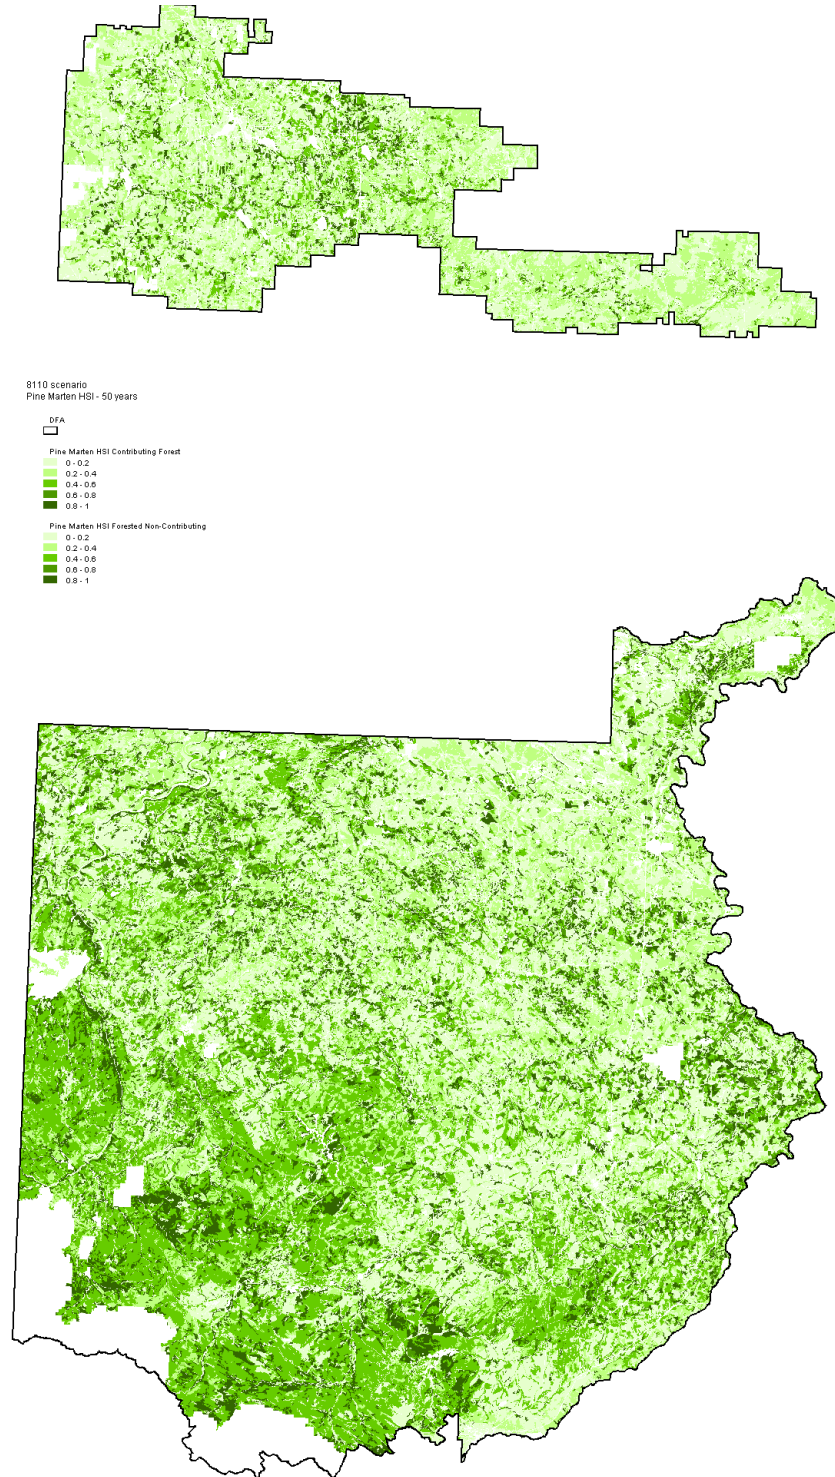 8110 scenario
Pine Marten HSI - 50 years
DFA
Pine Marten HSI Contributing Forest
0 - 0.2
0.2 - 0.4
0.4 - 0.6
0.6 - 0.8
0.8 - 1
Pine Marten HSI Forested Non-Contributing
0 - 0.2
0.2 - 0.4
0.4 - 0.6
0.6 - 0.8
0.8 - 1